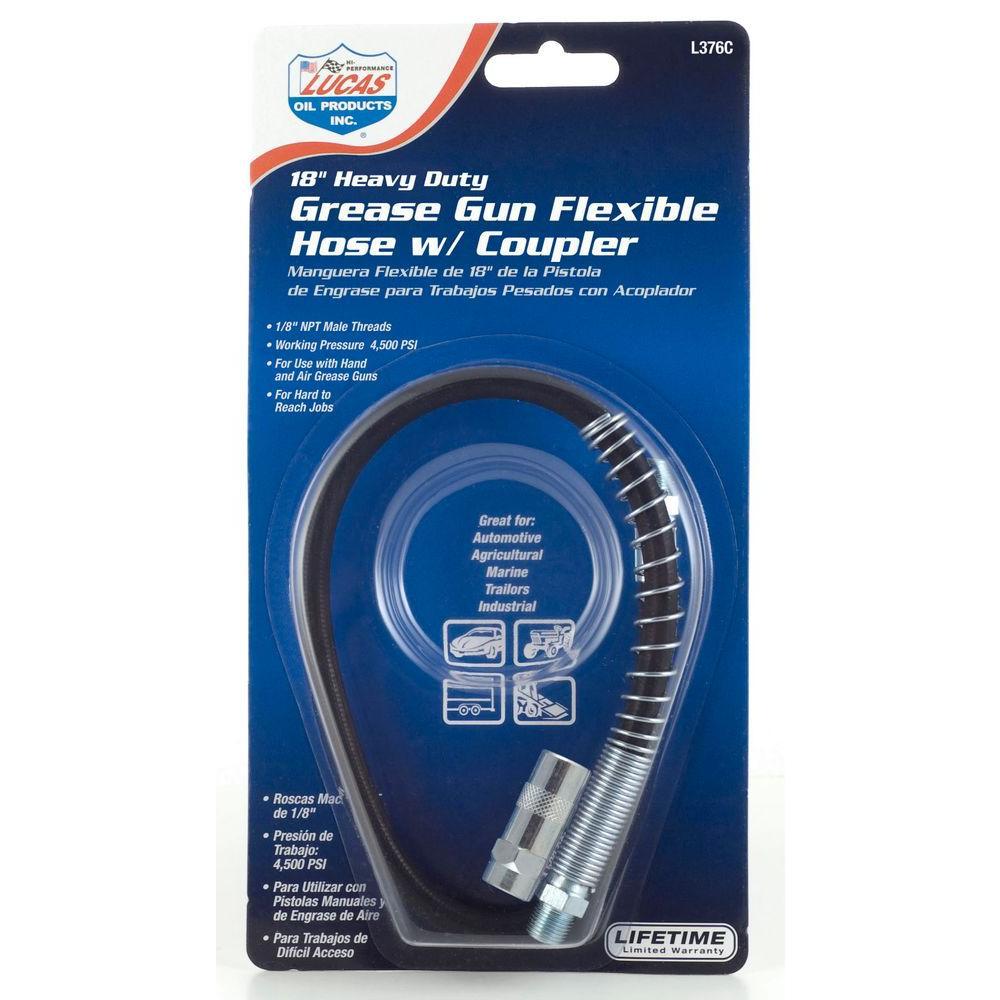 L376C
HI-PERFORMANCE
LUCAS
OIL PRODUCTS
INC.
®
18" Heavy Duty
Grease Gun Flexible
Hose w/ Coupler
Manguera Flexible de 18" de la Pistola
de Engrase para Trabajos Pesados con Acoplador
• 1/8" NPT Male Threads
• Working Pressure 4,500 PSI
• For Use with Hand
and Air Grease Guns
• For Hard to
Reach Jobs
Great for:
Automotive
Agricultural
Marine
Trailors
Industrial
• Roscas Mac
de 1/8"
• Presión de
Trabajo:
4,500 PSI
• Para Utilizar con
Pistolas Manuales y
de Engrase de Aire
• Para Trabajos de
Difícil Acceso
LIFETIME
Limited Warranty